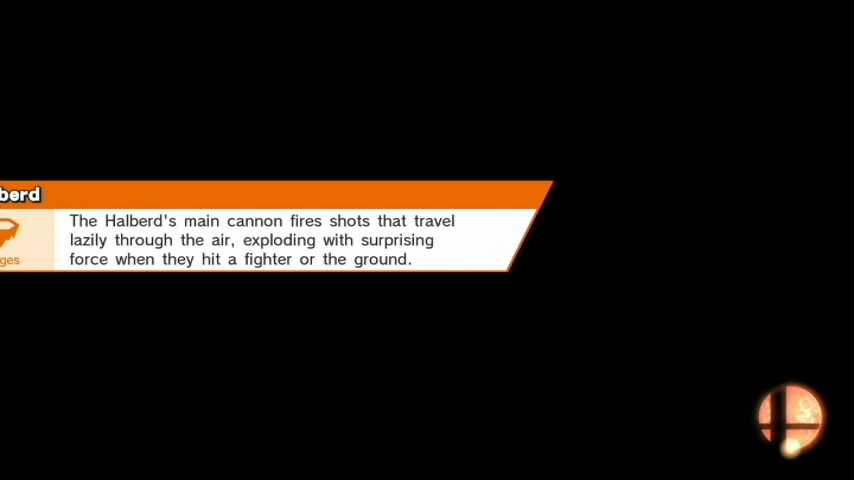 berd
The Halberd's main cannon fires shots that travel
lazily through the air, exploding with surprising
ges
force when they hit a fighter or the ground.